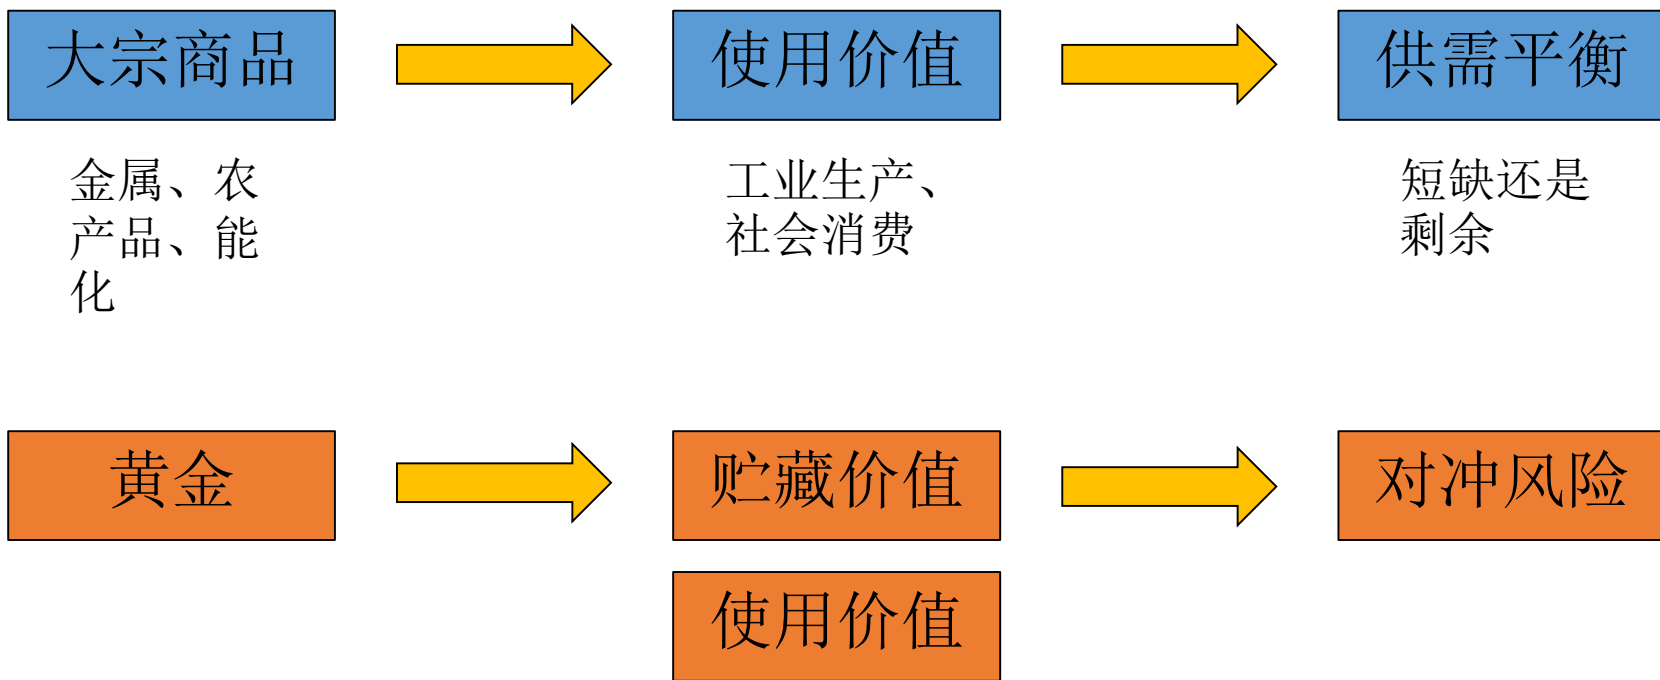 大宗商品
使用价值
供需平衡
金属、农
产品、能
化
工业生产、
社会消费
短缺还是
剩余
黄金
贮藏价值
对冲风险
使用价值